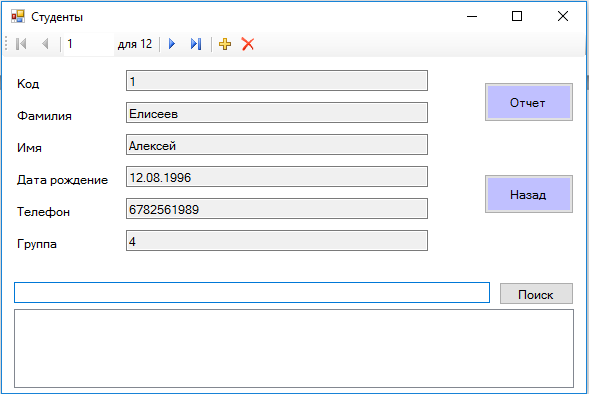 Студенты
1 для 12
Код 1
Отчет
Фамилия Елисеев
Имя Алексей
Дата рождение 12.08.1996
Назад
Телефон 6782561989
Группа 4
Поиск